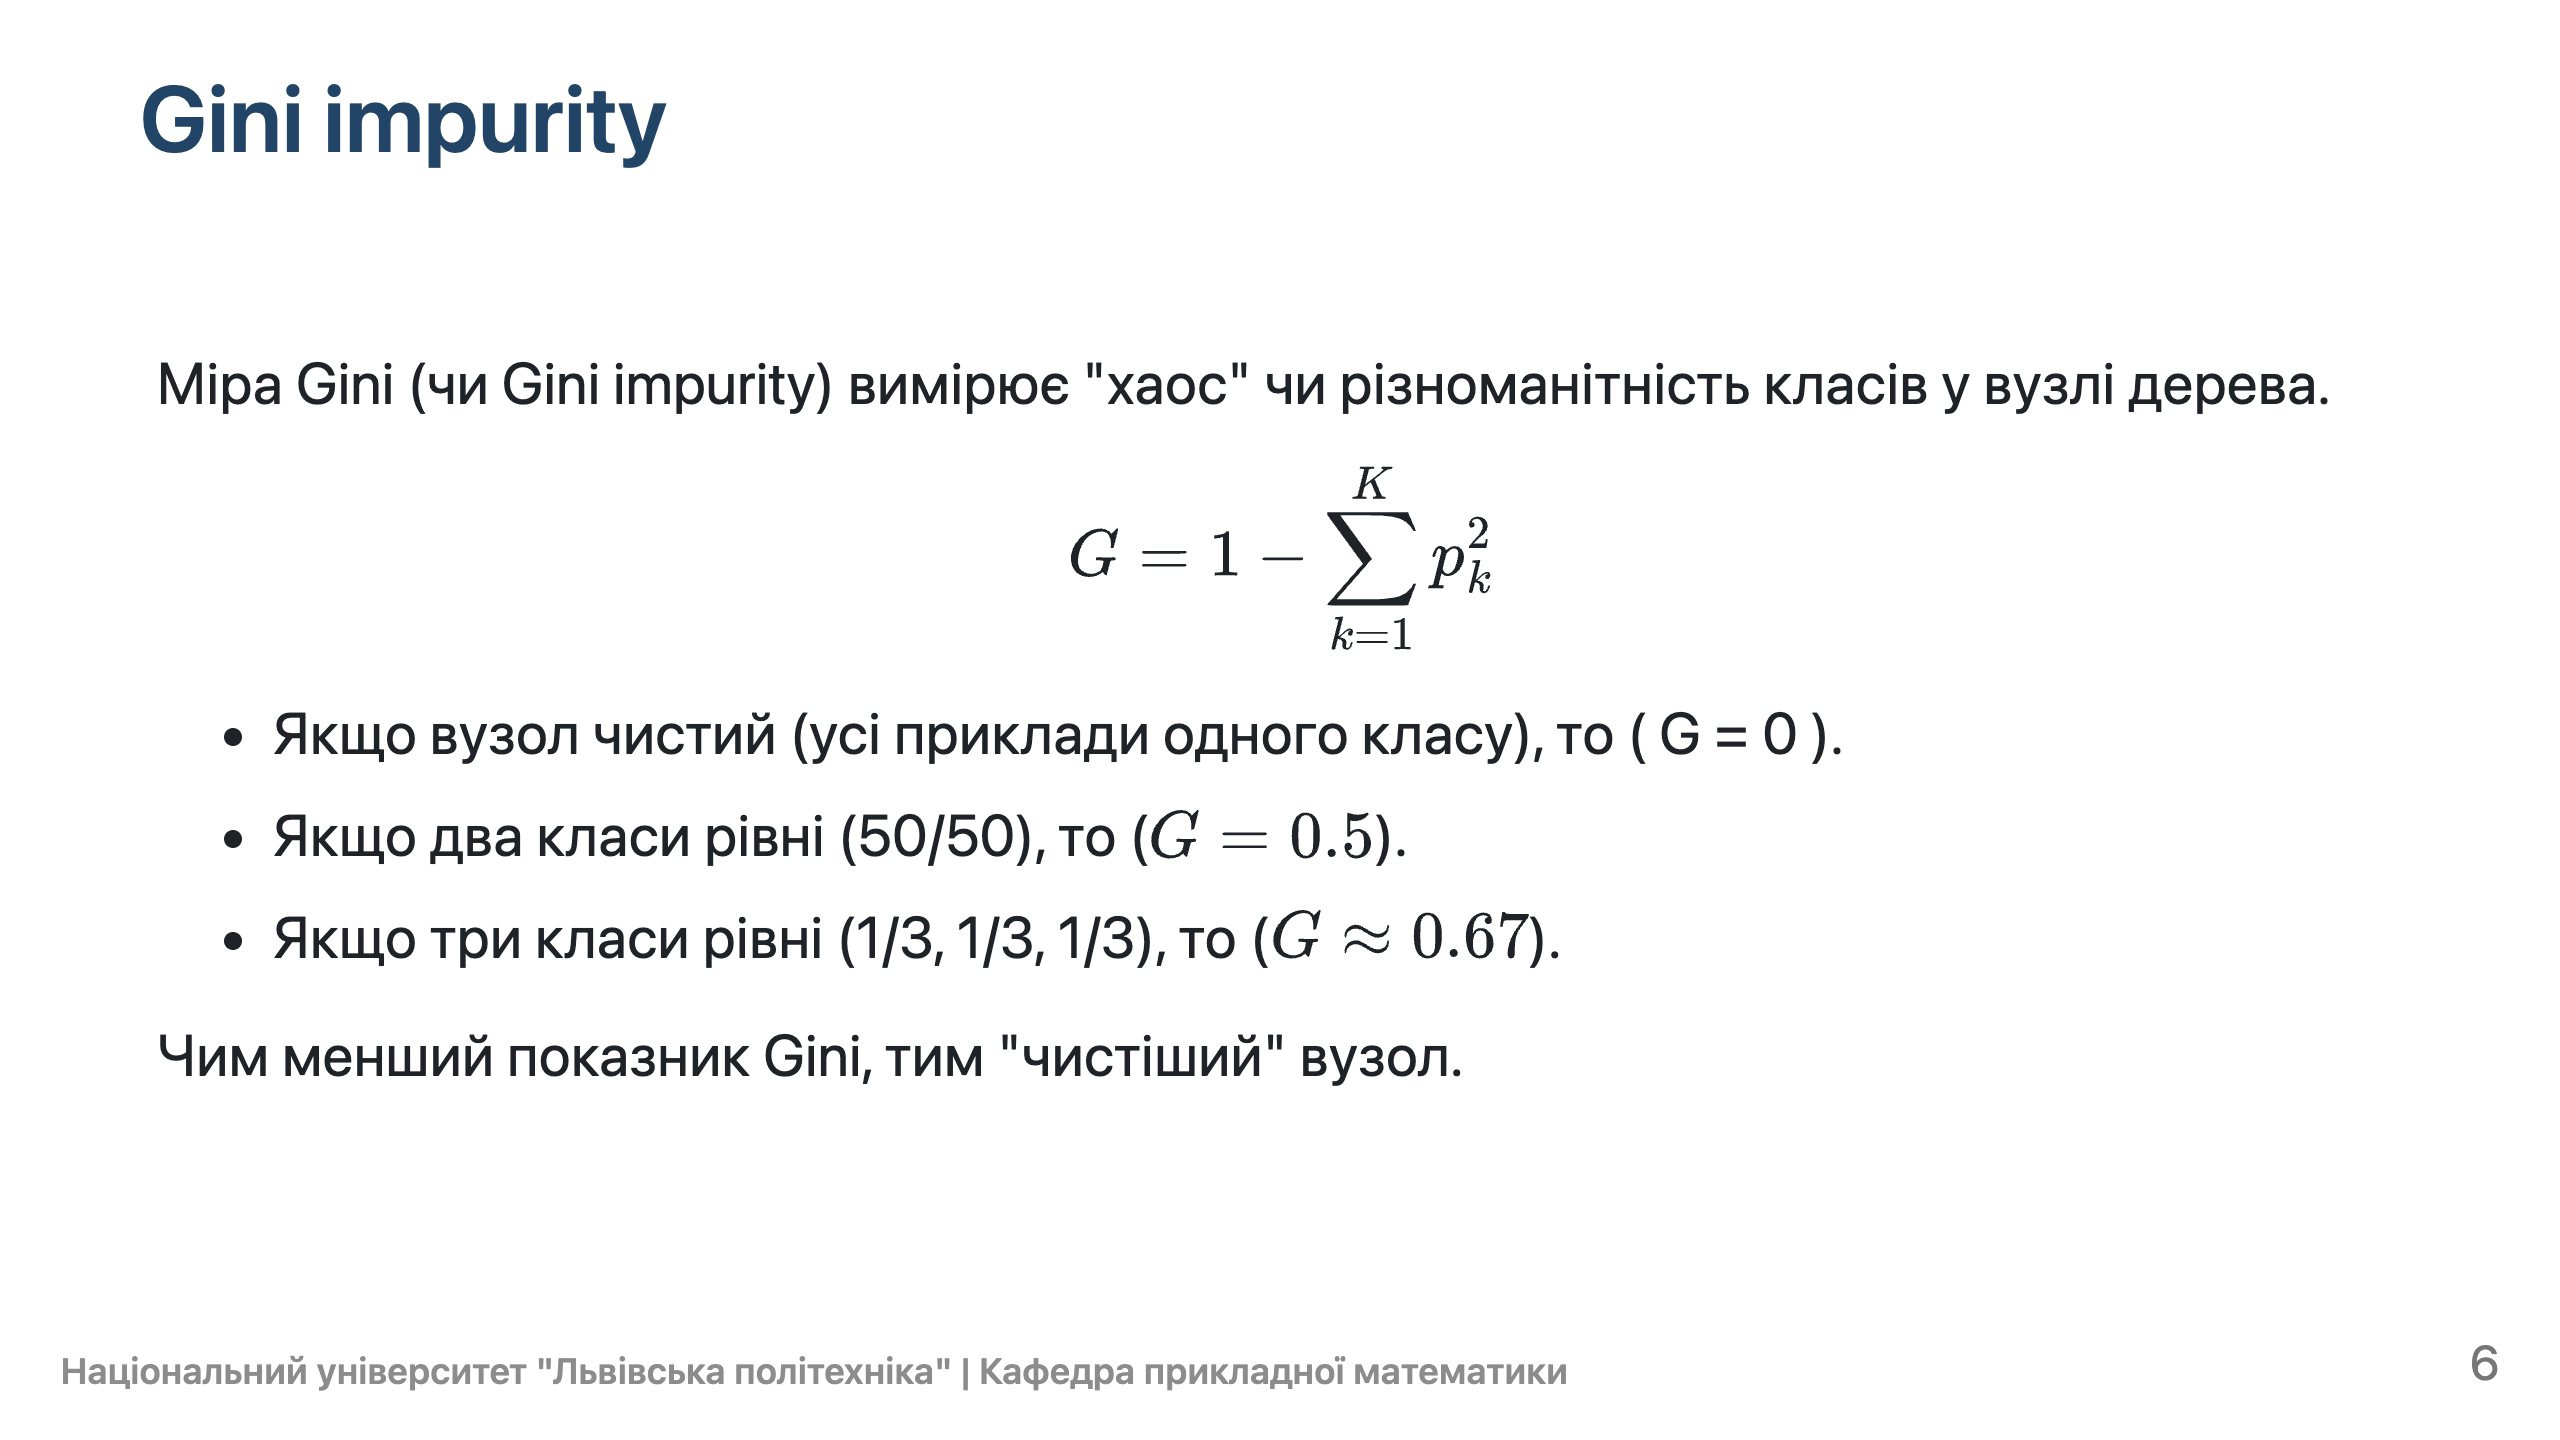 Gini impurity
Міра Gini (чи Gini impurity) вимірює "хаос" чи різноманітність класів у вузлі дерева.
$$G = 1 - \sum_{k=1}^{K} p_k^2$$
• Якщо вузол чистий (усі приклади одного класу), то ( G = 0 ).
• Якщо два класи рівні (50/50), то ($G = 0.5$).
• Якщо три класи рівні (1/3, 1/3, 1/3), то ($G \approx 0.67$).
Чим менший показник Gini, тим "чистіший" вузол.
Національний університет "Львівська політехніка" | Кафедра прикладної математики
6